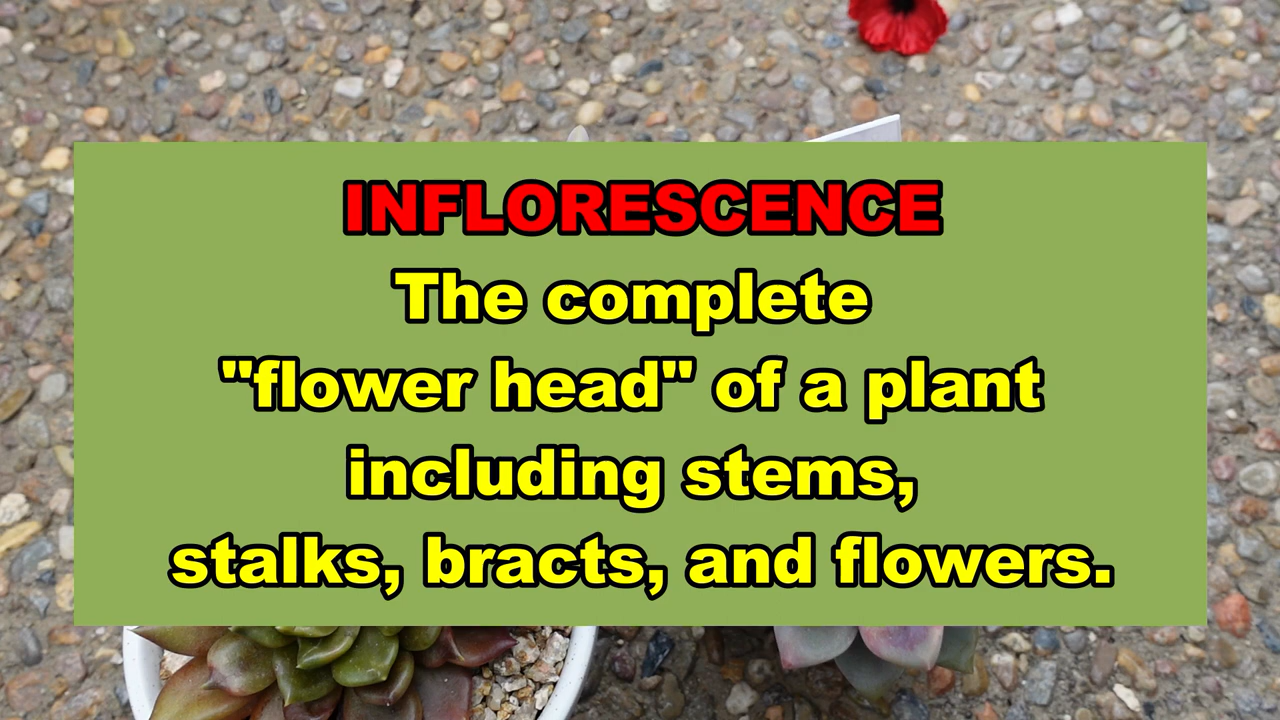 INFLORESCENCE
The complete
"flower head" of a plant
including stems,
stalks, bracts, and flowers.